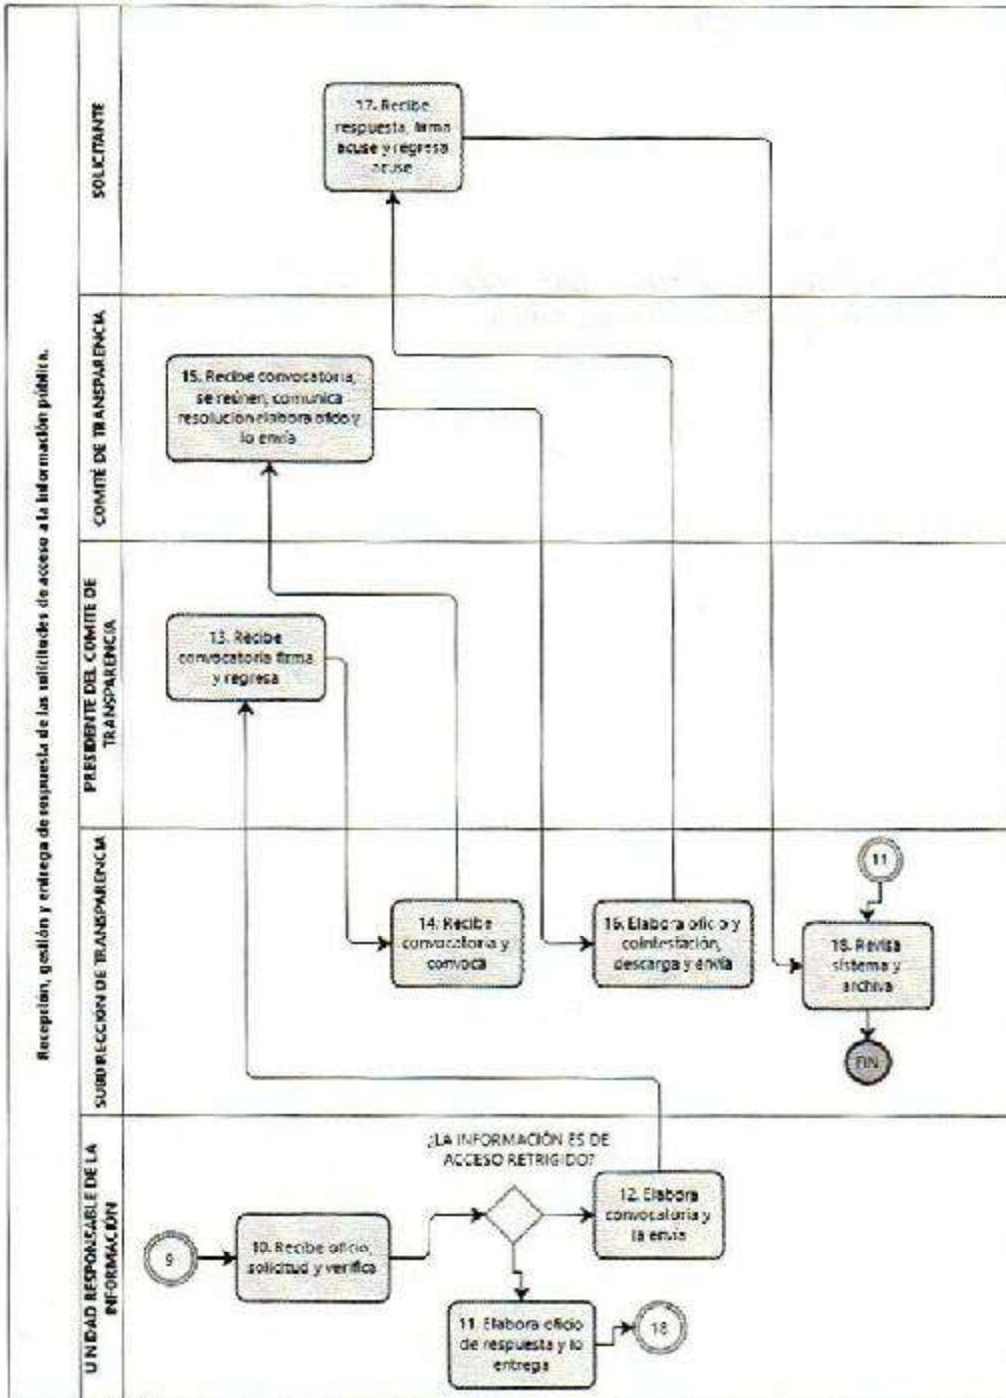 Recepción, gestión y entrega de respuesta de las solicitudes de acceso a la información pública.
SOLICITANTE
17. Recibe
respuesta, firma
acuse y regresa
acuse
COMITÉ DE TRANSPARENCIA
15. Recibe convocatoria,
se reúnen, comunica
resolución elabora oficio y
lo envía
PRESIDENTE DEL COMITE DE
TRANSPARENCIA
13. Recibe
convocatoria firma
y regresa
SUBDIRECCIÓN DE TRANSPARENCIA
11
14. Recibe
convocatoria y
convoca
16. Elabora oficio y
cointestación,
descarga y envía
18. Revisa
sistema y
archiva
FIN
UNIDAD RESPONSABLE DE LA
INFORMACIÓN
¿LA INFORMACIÓN ES DE
ACCESO RETRIGIDO?
9
10. Recibe oficio,
solicitud y verifica
12. Elabora
convocatoria y
la envía
11. Elabora oficio
de respuesta y lo
entrega
18